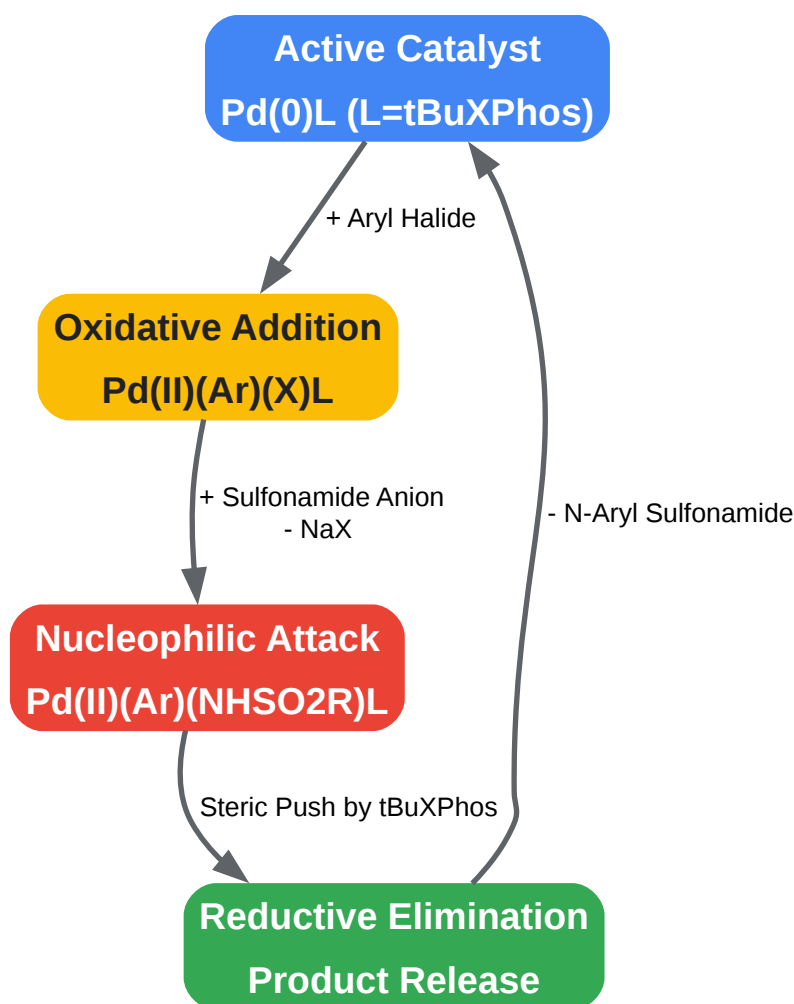 Active Catalyst
Pd(0)L (L=tBuXPhos)
+ Aryl Halide
Oxidative Addition
Pd(II)(Ar)(X)L
+ Sulfonamide Anion
- NaX
- N-Aryl Sulfonamide
Nucleophilic Attack
Pd(II)(Ar)(NHSO2R)L
Steric Push by tBuXPhos
Reductive Elimination
Product Release